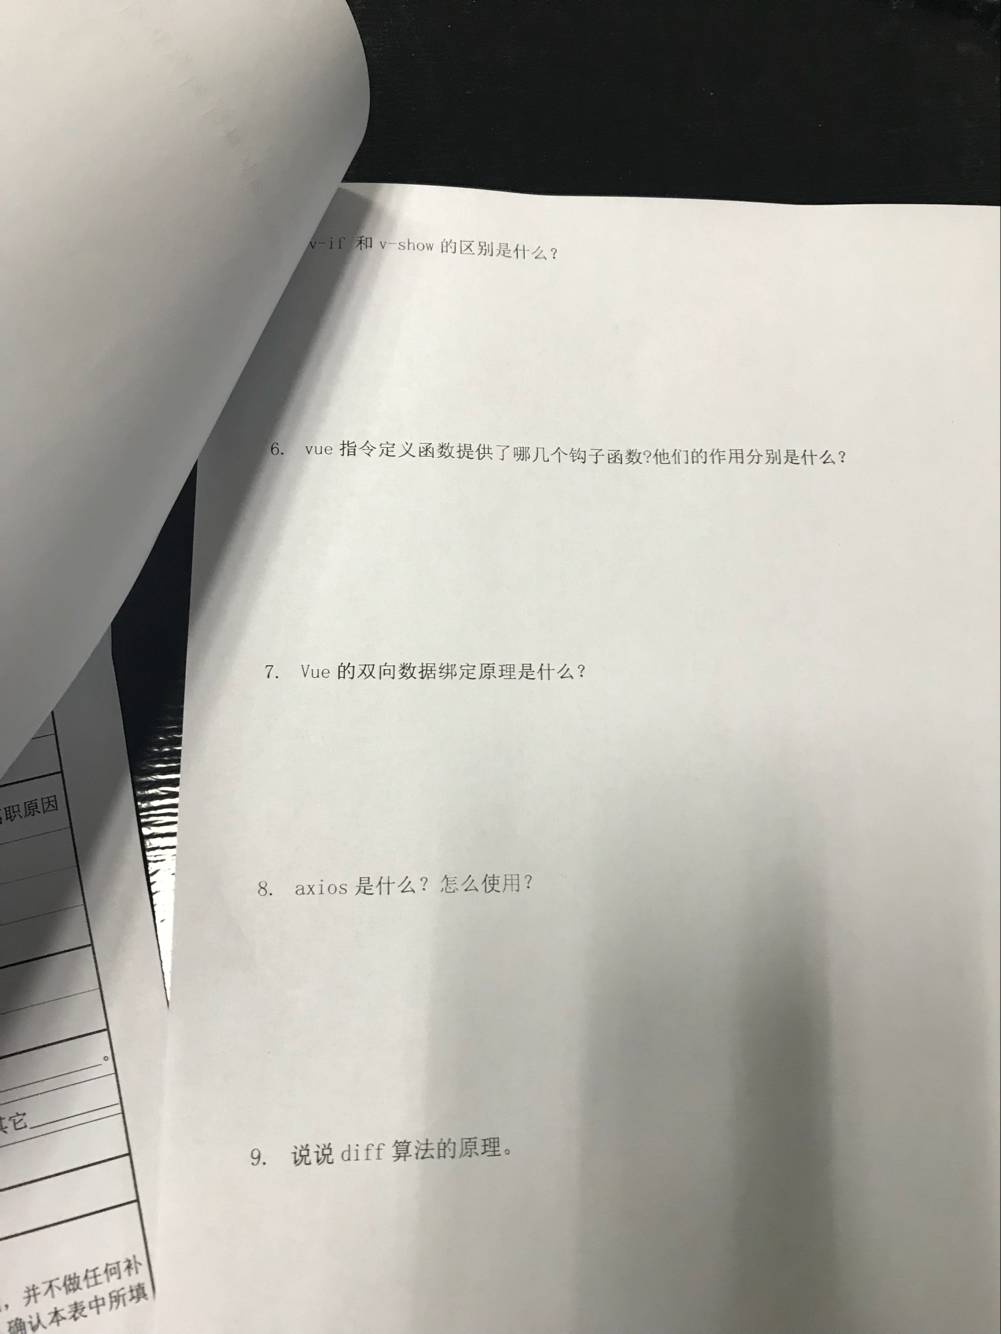 v-if 和 v-show 的区别是什么？
6. vue 指令定义函数提供了哪几个钩子函数?他们的作用分别是什么？
7. Vue 的双向数据绑定原理是什么？
8. axios 是什么？怎么使用？
9. 说说 diff 算法的原理。
职原因
。
其它
，并不做任何补
确认本表中所填